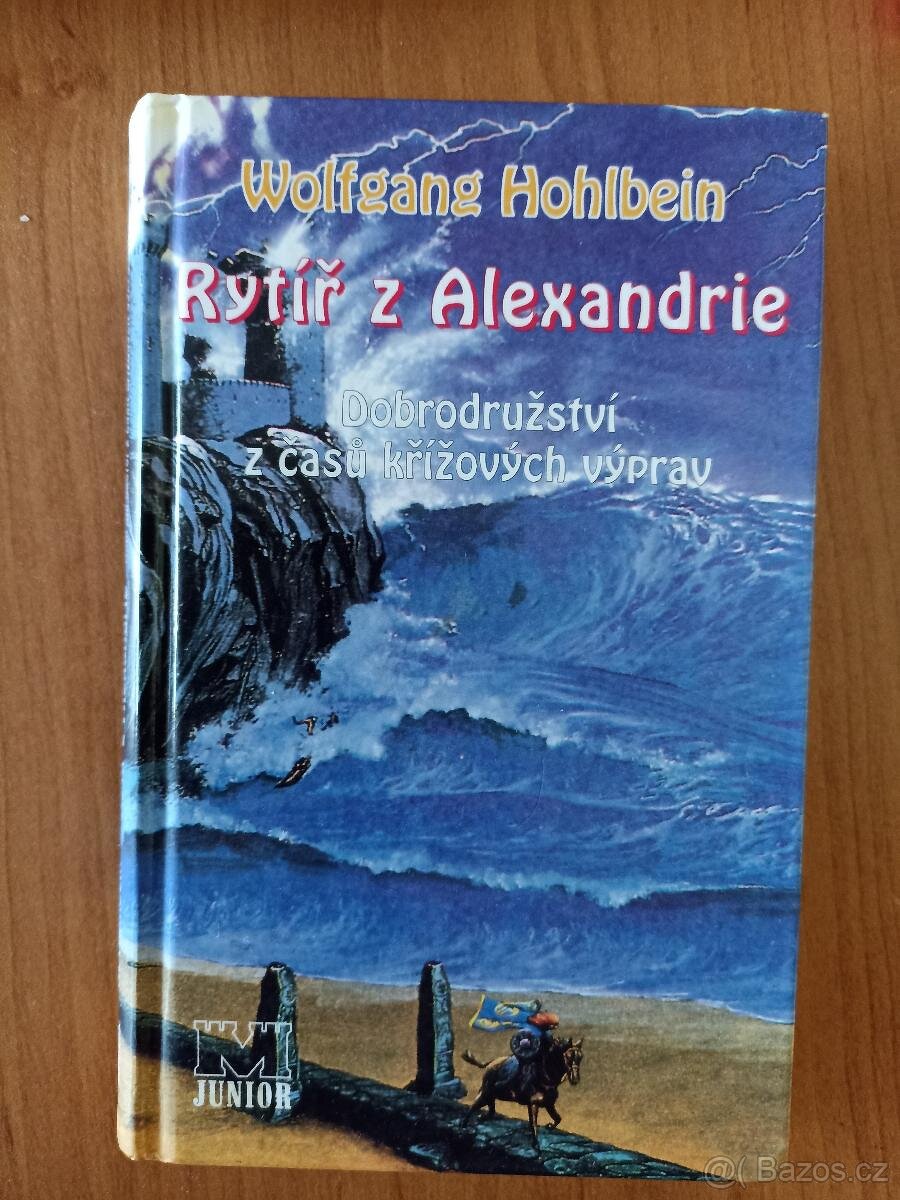 Wolfgang Hohlbein
Rytíř z Alexandrie
Dobrodružství
z časů křížových výprav
M
JUNIOR
@( Bazos.cz